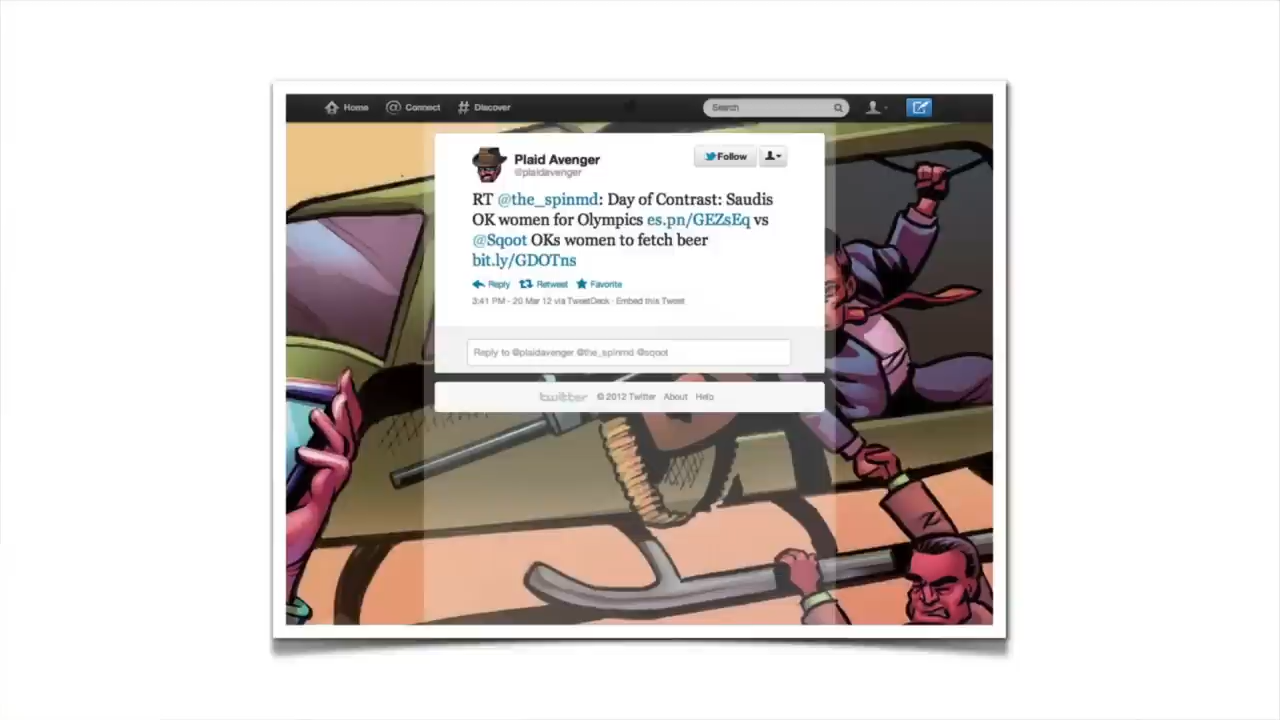 Home @ Connect # Discover Search
Plaid Avenger Follow
@plaidavenger
RT @the_spinmd: Day of Contrast: Saudis
OK women for Olympics es.pn/GEZsEq vs
@Sqoot OKs women to fetch beer
bit.ly/GDOTns
Reply Retweet Favorite
3:41 PM - 20 Mar 12 via TweetDeck · Embed this Tweet
Reply to @plaidavenger @the_spinmd @sqoot
twitter © 2012 Twitter About Help
Z